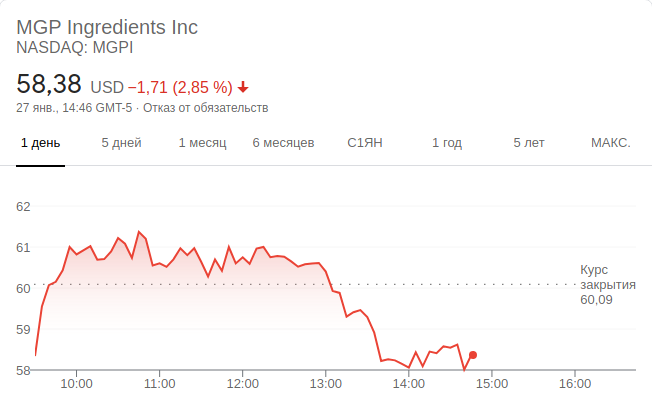 MGP Ingredients Inc
NASDAQ: MGPI
58,38 USD −1,71 (2,85 %)
27 янв., 14:46 GMT-5 · Отказ от обязательств
1 день 5 дней 1 месяц 6 месяцев С1ЯН 1 год 5 лет МАКС.
62
61
60
59
58
Курс
закрытия
60,09
10:00 11:00 12:00 13:00 14:00 15:00 16:00